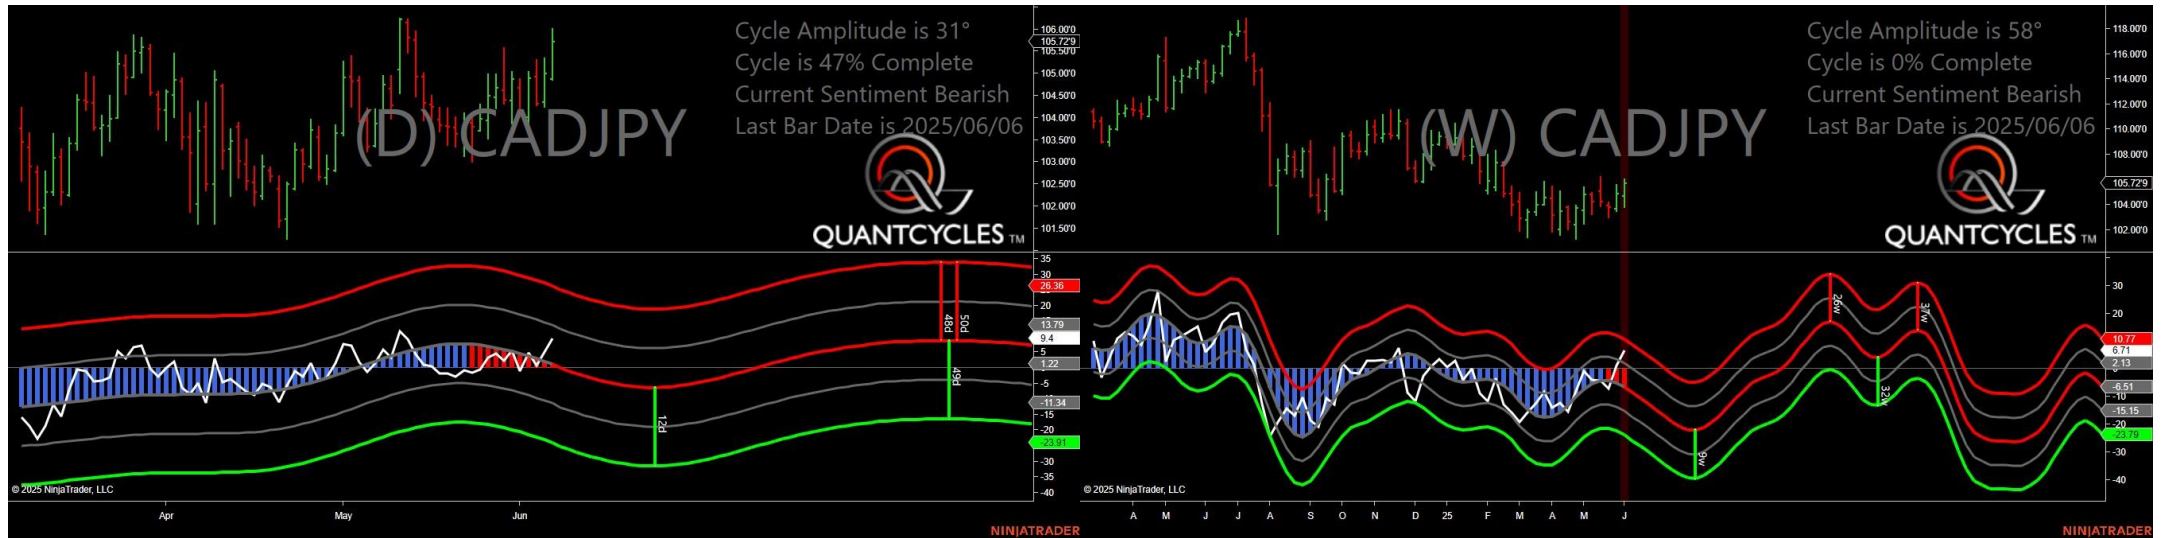 Cycle Amplitude is 31°
Cycle is 47% Complete
Current Sentiment Bearish
Last Bar Date is 2025/06/06
(D) CADJPY
QUANTCYCLES TM
106.00'0
105.72'9
105.50'0
105.00'0
104.50'0
104.00'0
103.50'0
103.00'0
102.50'0
102.00'0
101.50'0
35
30
26.36
20
13.79
9.4
5
1.22
-5
-11.34
-15
-20
-23.91
-30
-35
-40
12d
48d
50d
49d
© 2025 NinjaTrader, LLC
Apr
May
Jun
NINJATRADER
Cycle Amplitude is 58°
Cycle is 0% Complete
Current Sentiment Bearish
Last Bar Date is 2025/06/06
(W) CADJPY
QUANTCYCLES TM
118.00'0
116.00'0
114.00'0
112.00'0
110.00'0
108.00'0
105.72'9
104.00'0
102.00'0
30
20
10.77
6.71
2.13
-6.51
-10
-15.15
-20
-23.79
-30
-40
9w
26w
32w
37w
© 2025 NinjaTrader, LLC
A M J J A S O N D 25 F M A M J
NINJATRADER